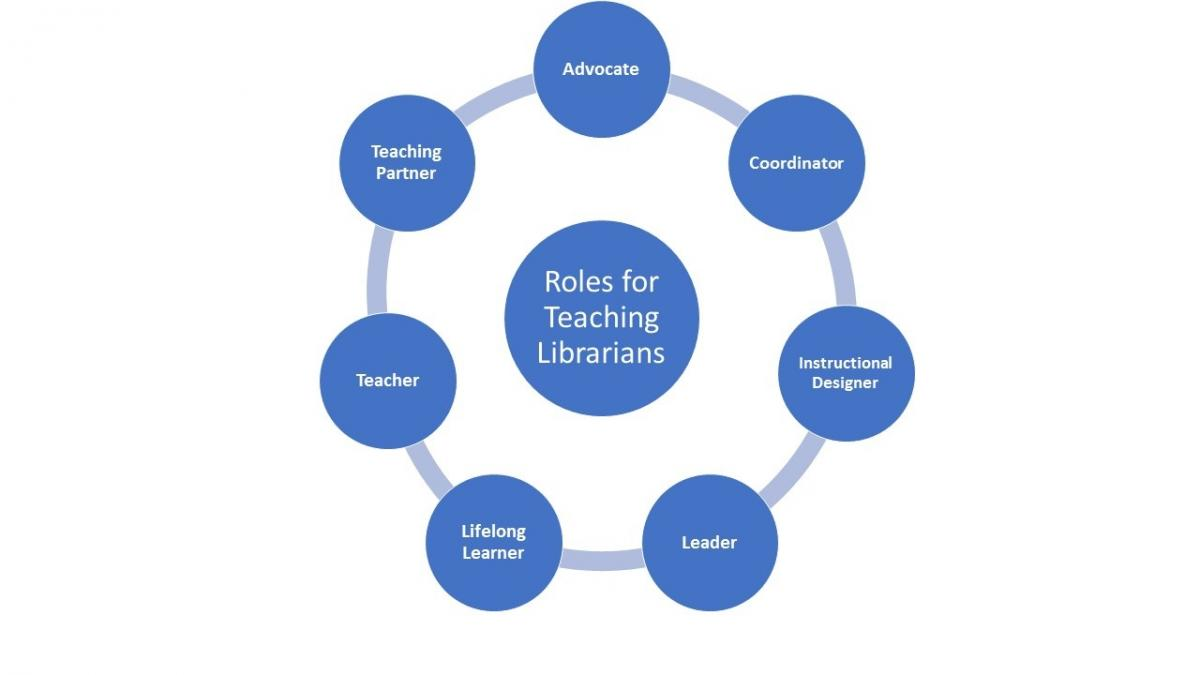 Advocate
Coordinator
Instructional
Designer
Leader
Lifelong
Learner
Teacher
Teaching
Partner
Roles for
Teaching
Librarians